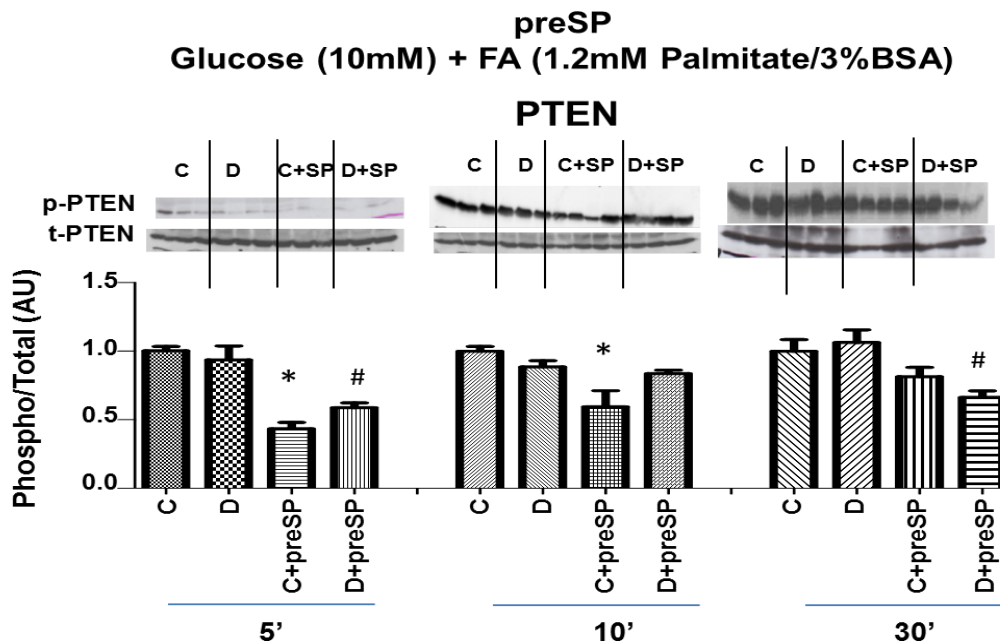 preSP
Glucose (10mM) + FA (1.2mM Palmitate/3%BSA)
PTEN
C D C+SP D+SP C D C+SP D+SP C D C+SP D+SP
p-PTEN
t-PTEN
Phospho/Total (AU)
1.5
1.0
0.5
0.0
* # * #
C D C+preSP D+preSP C D C+preSP D+preSP C D C+preSP D+preSP
5’ 10’ 30’